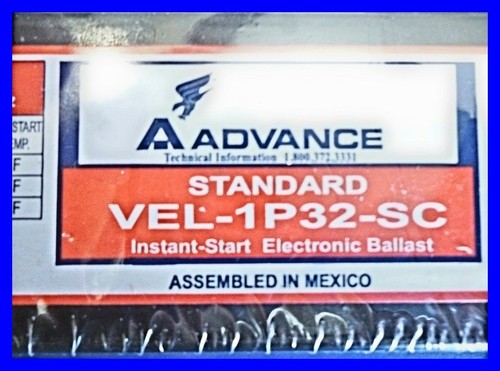 START
EMP.
F
F
F
A ADVANCE
Technical Information 1.800.372.3331
STANDARD
VEL-1P32-SC
Instant-Start Electronic Ballast
ASSEMBLED IN MEXICO